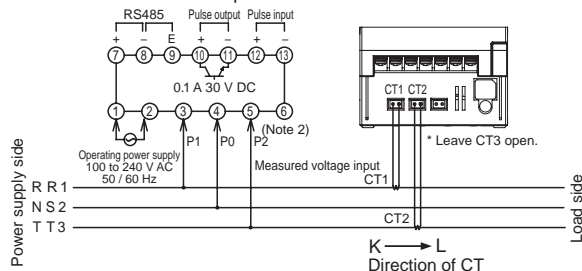 RS485 Pulse output Pulse input
+ − E + − + −
7 8 9 10 11 12 13
0.1 A 30 V DC
1 2 3 4 5 6
(Note 2)
P1 P0 P2
Operating power supply
100 to 240 V AC
50 / 60 Hz
Measured voltage input
CT1 CT2
* Leave CT3 open.
CT1
CT2
Power supply side
R R 1
N S 2
T T 3
Load side
K L
Direction of CT